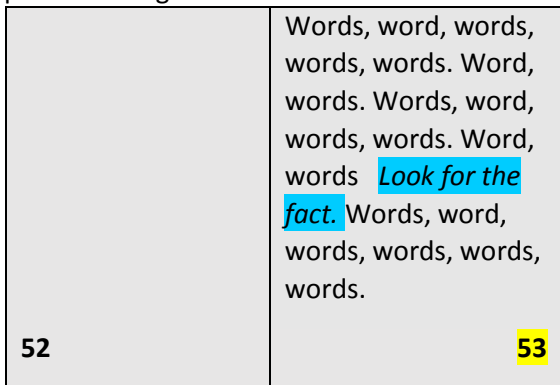 Words, word, words,
words, words. Word,
words. Words, word,
words, words. Word,
words Look for the
fact. Words, word,
words, words, words,
words.
52 53